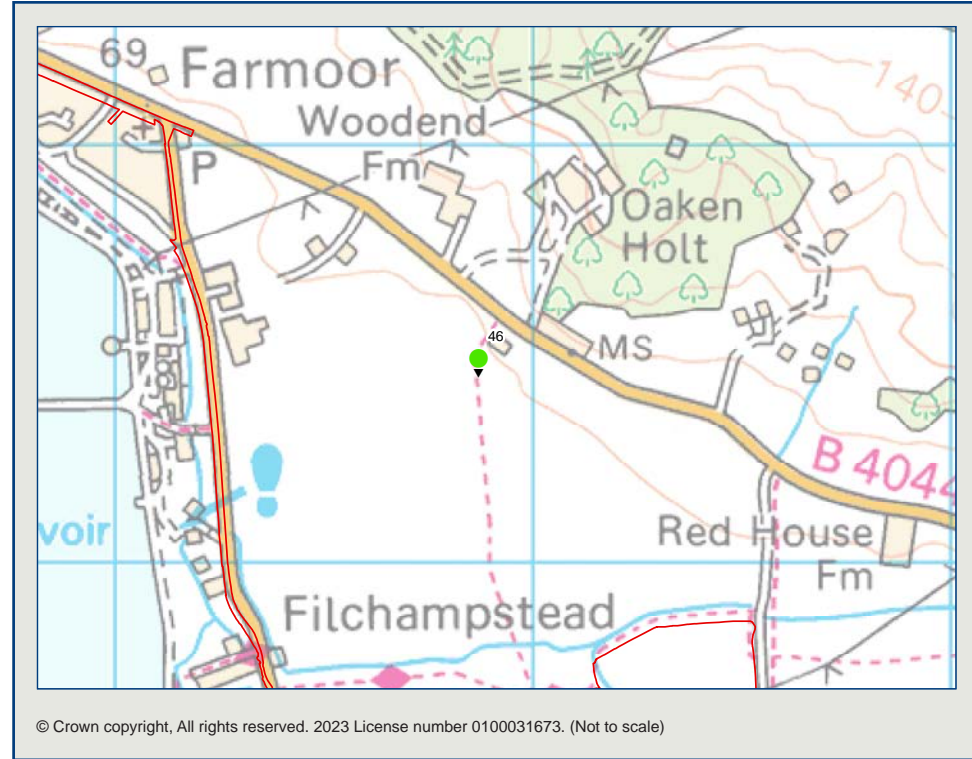 69
Farmoor
140
Woodend
Fm
P
Oaken
Holt
46
MS
B 4044
voir
Red House
Fm
Filchampstead
© Crown copyright, All rights reserved. 2023 License number 0100031673. (Not to scale)